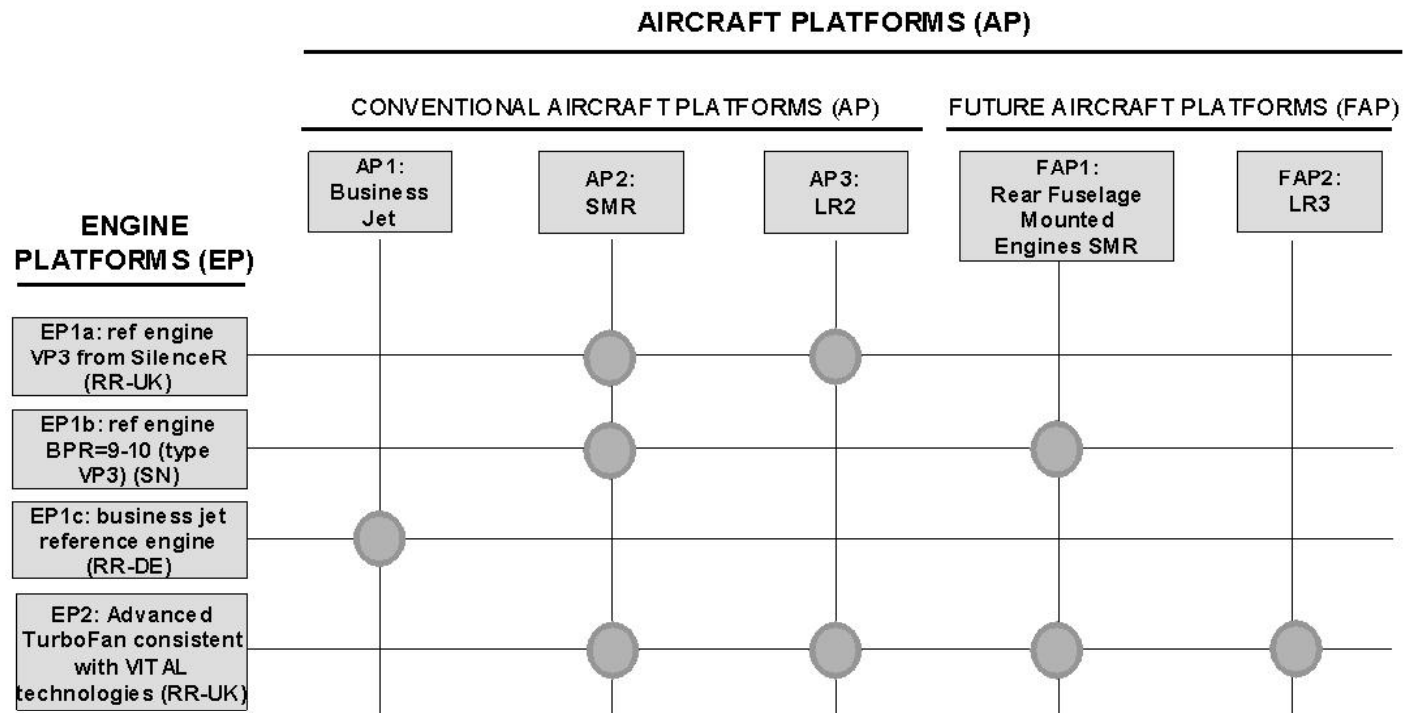 AIRCRAFT PLATFORMS (AP)
CONVENTIONAL AIRCRAFT PLATFORMS (AP)
FUTURE AIRCRAFT PLATFORMS (FAP)
AP1:
Business
Jet
AP2:
SMR
AP3:
LR2
FAP1:
Rear Fuselage
Mounted
Engines SMR
FAP2:
LR3
ENGINE
PLATFORMS (EP)
EP1a: ref engine
VP3 from SilenceR
(RR-UK)
EP1b: ref engine
BPR=9-10 (type
VP3) (SN)
EP1c: business jet
reference engine
(RR-DE)
EP2: Advanced
TurboFan consistent
with VITAL
technologies (RR-UK)